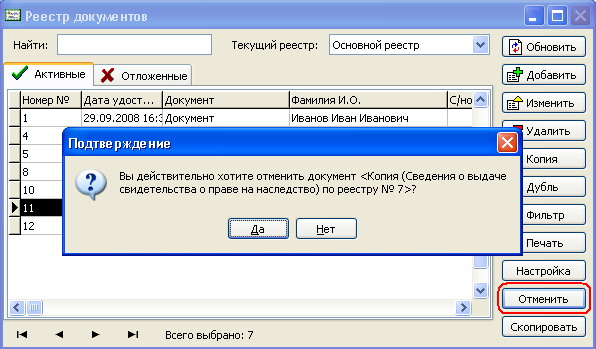 Реестр документов
Найти: Текущий реестр: Основной реестр
Обновить
Активные Отложенные
Добавить
Номер № Дата удост... Документ Фамилия И.О. С/но
Изменить
1 29.09.2008 16:3 Документ Иванов Иван Иванович
Удалить
4
Подтверждение
5
Копия
8
Вы действительно хотите отменить документ <Копия (Сведения о выдаче
свидетельства о праве на наследство) по реестру № 7>?
10
Дубль
11
Фильтр
12
Да Нет
Печать
Настройка
Отменить
Всего выбрано: 7
Скопировать